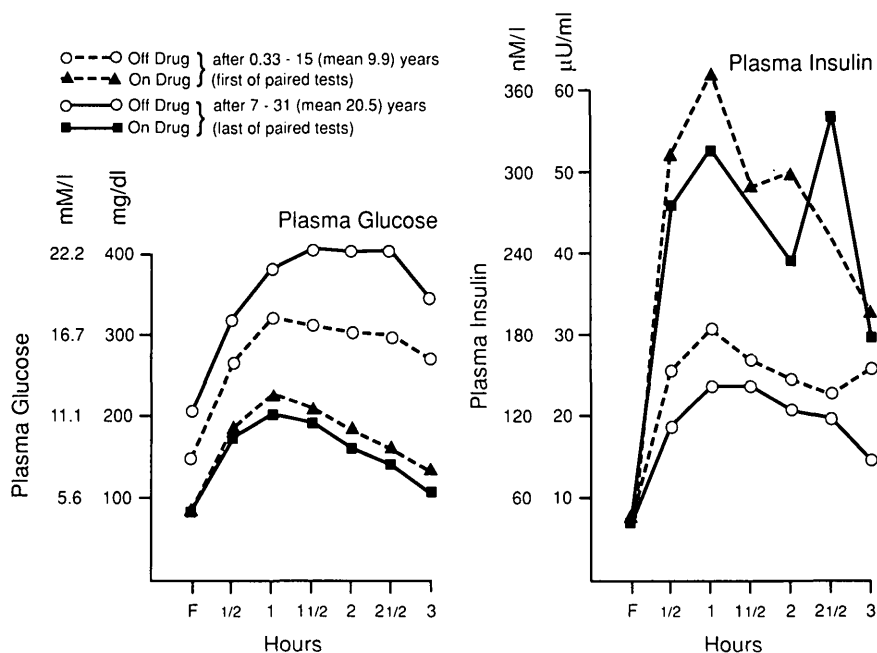 Off Drug } after 0.33 - 15 (mean 9.9) years
On Drug (first of paired tests)
Off Drug } after 7 - 31 (mean 20.5) years
On Drug (last of paired tests)
mM/l
mg/dl
Plasma Glucose
22.2 400
16.7 300
11.1 200
5.6 100
Plasma Glucose
F 1/2 1 1 1/2 2 2 1/2 3
Hours
nM/l
µU/ml
Plasma Insulin
360 60
300 50
240 40
180 30
120 20
60 10
Plasma Insulin
F 1/2 1 1 1/2 2 2 1/2 3
Hours